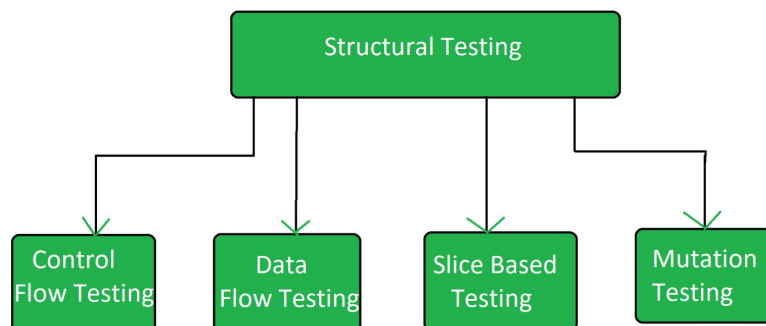 Structural Testing
Control
Flow Testing
Data
Flow Testing
Slice Based
Testing
Mutation
Testing